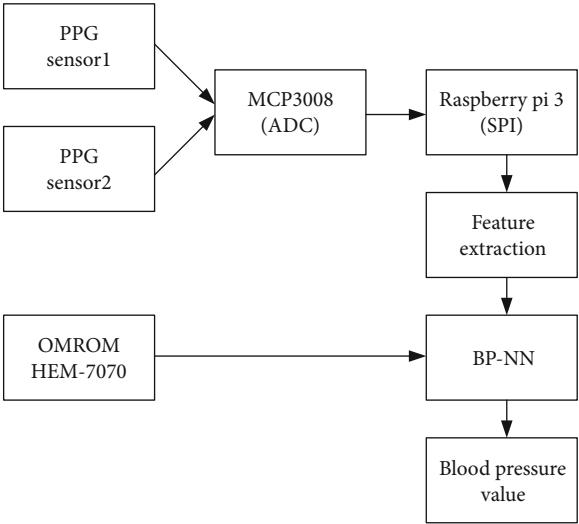 PPG
sensor1
MCP3008
(ADC)
Raspberry pi 3
(SPI)
PPG
sensor2
Feature
extraction
OMROM
HEM-7070
BP-NN
Blood pressure
value